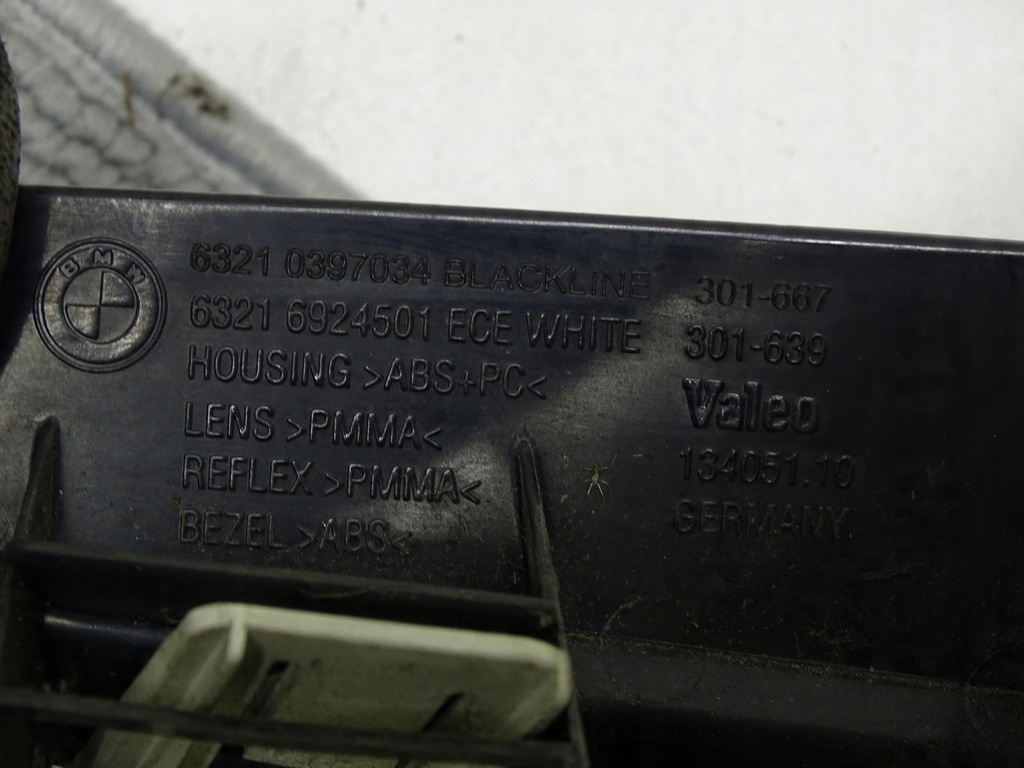 BMW
6321 0397034 BLACKLINE 301-667
6321 6924501 ECE WHITE 301-639
HOUSING >ABS+PC< Valeo
LENS >PMMA< 134051.10
REFLEX >PMMA< GERMANY.
BEZEL >ABS<